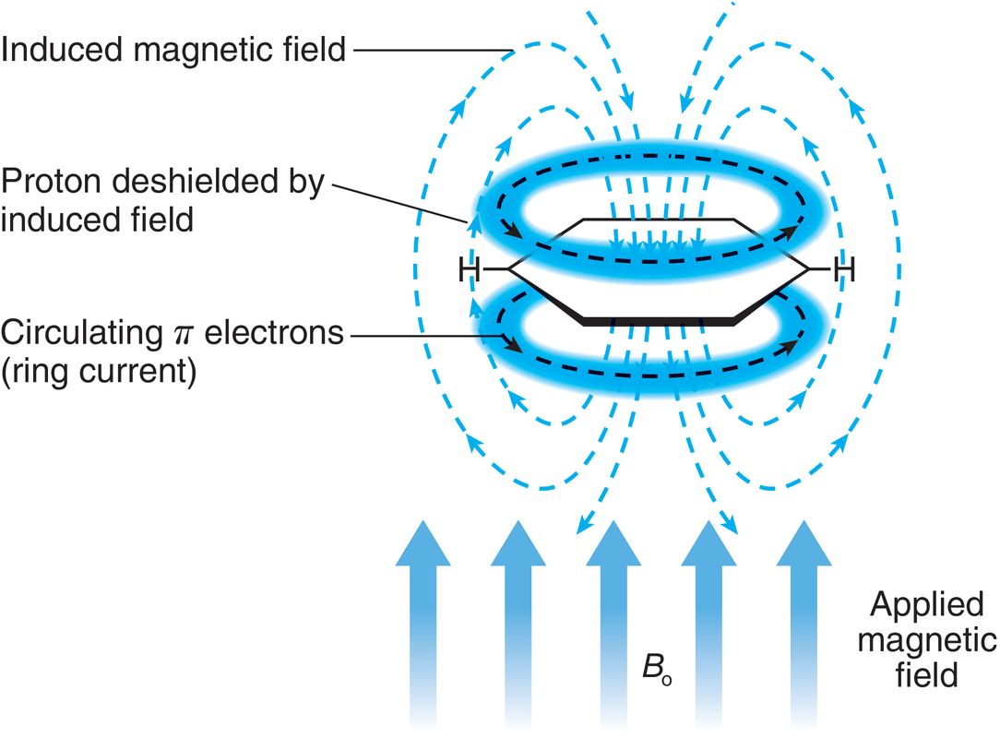 Induced magnetic field
Proton deshielded by
induced field
H
H
Circulating π electrons
(ring current)
Bo
Applied
magnetic
field